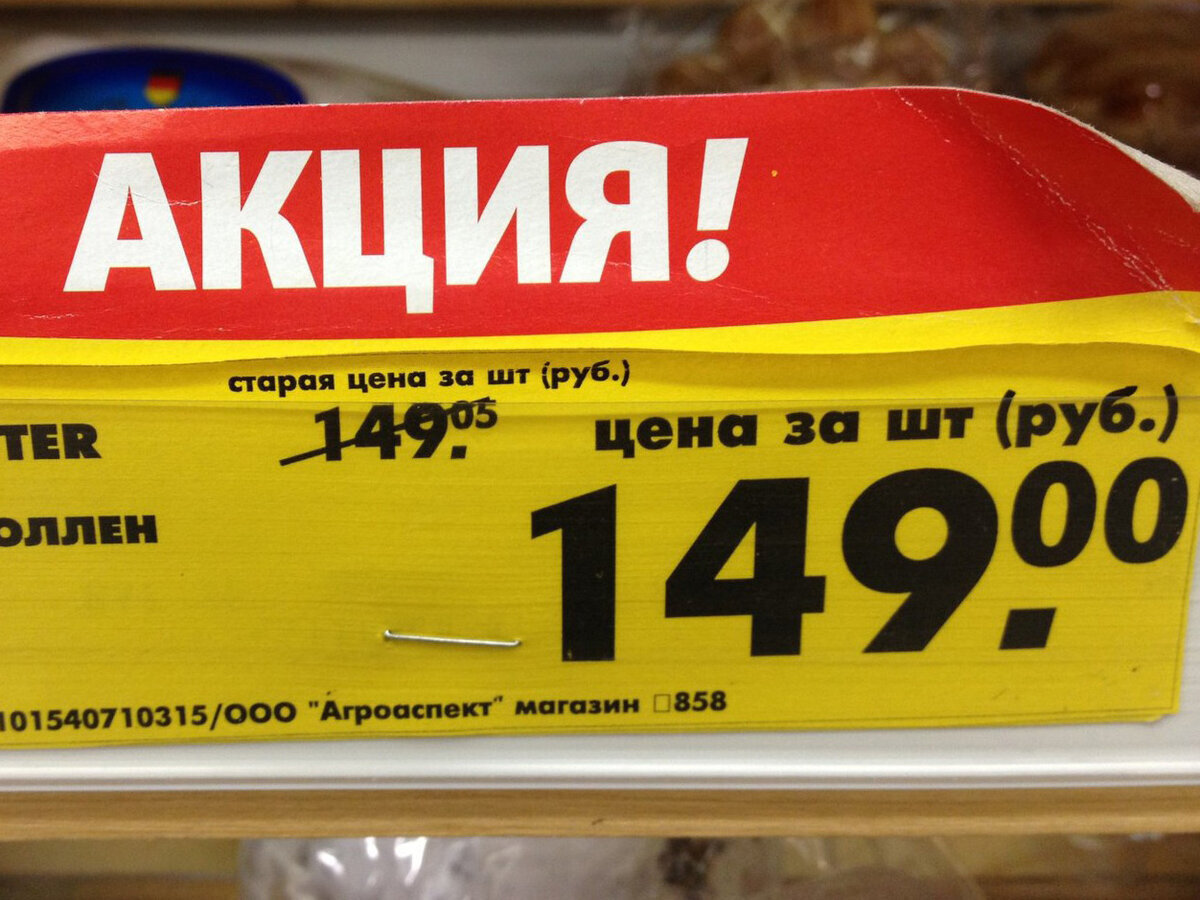 АКЦИЯ!
старая цена за шт (руб.)
149.05
цена за шт (руб.)
149.00
TER
ОЛЛЕН
101540710315/ООО "Агроаспект" магазин □858